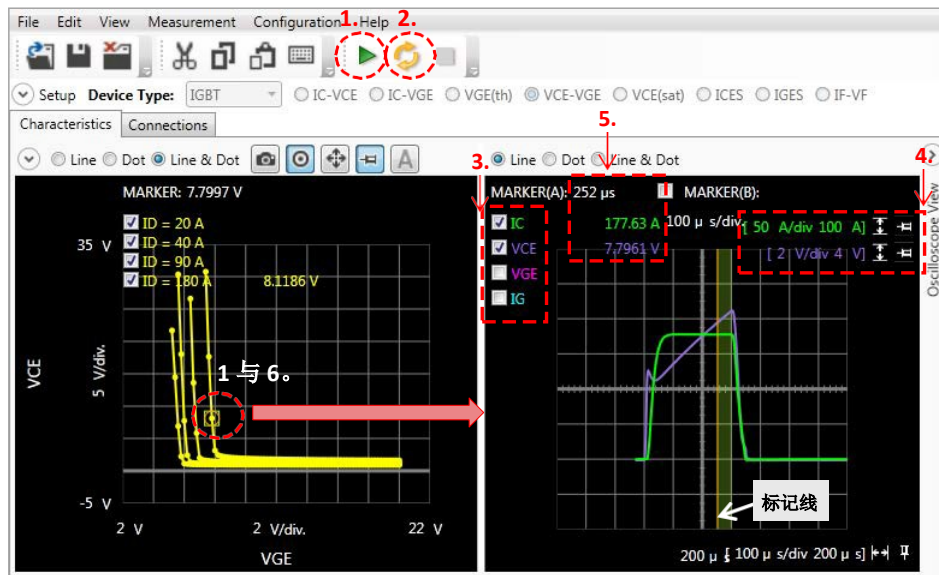 File Edit View Measurement Configuration Help
1. 2.
Setup Device Type: IGBT IC-VCE IC-VGE VGE(th) VCE-VGE VCE(sat) ICES IGES IF-VF
Characteristics Connections
5.
Line Dot Line & Dot A
3.
Line Dot Line & Dot
4.
MARKER: 7.7997 V
ID = 20 A
ID = 40 A
ID = 90 A
ID = 180 A 8.1186 V
35 V
VCE
5 V/div.
1 与 6。
-5 V
2 V 2 V/div. 22 V
VGE
MARKER(A): 252 µs MARKER(B):
IC 177.63 A 100 µ s/div. [ 50 A/div 100 A]
VCE 7.7961 V [ 2 V/div 4 V]
VGE
IG
标记线
200 µ [ 100 µ s/div 200 µ s]
Oscilloscope View